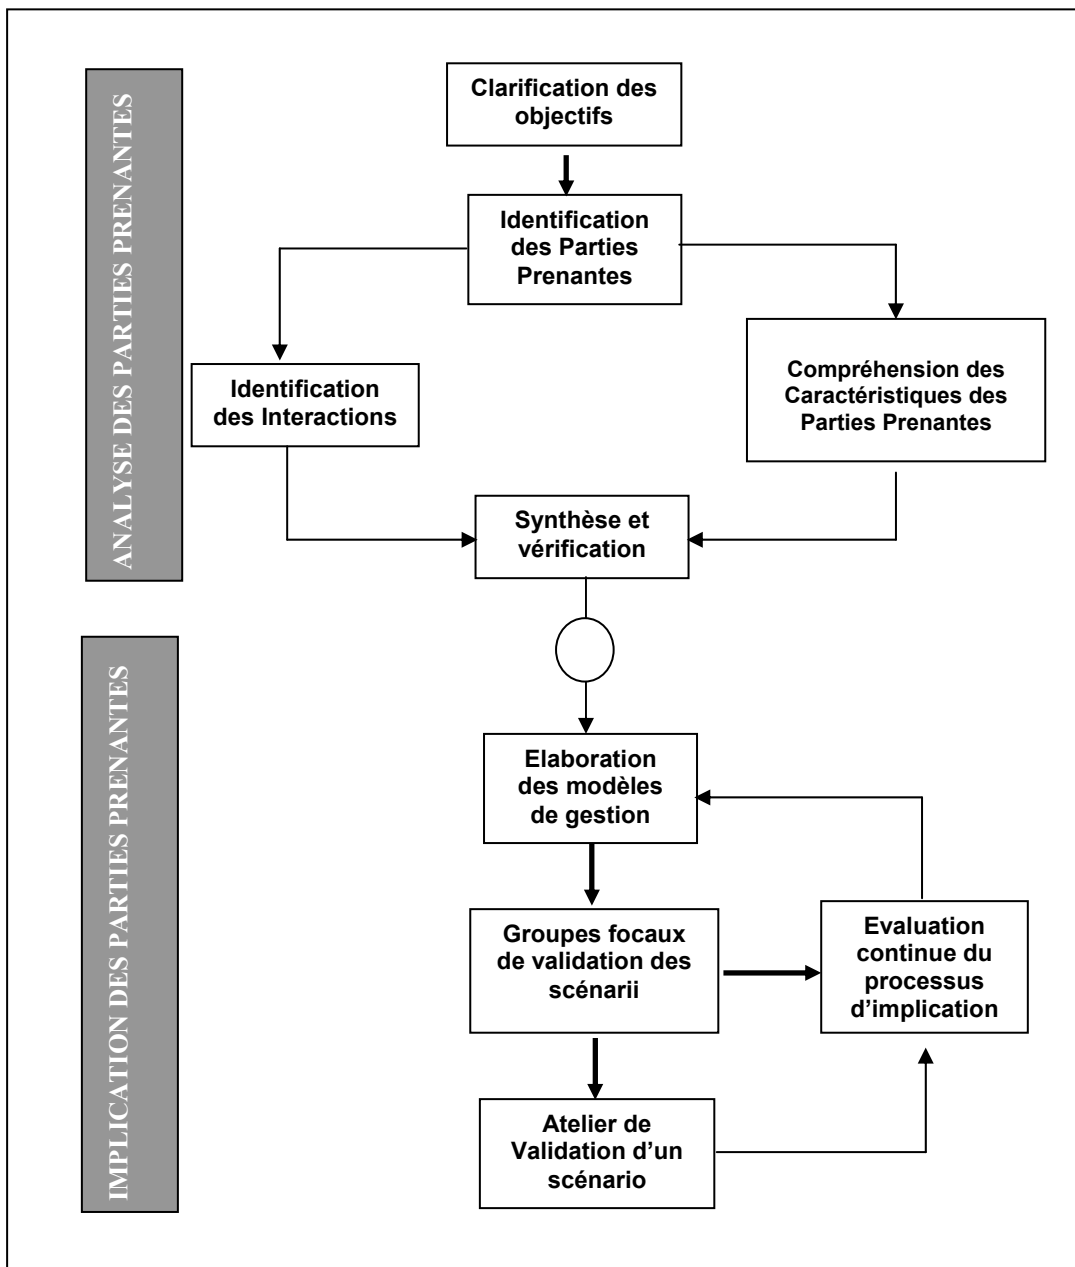 ANALYSE DES PARTIES PRENANTES
Clarification des
objectifs
Identification
des Parties
Prenantes
Identification
des Interactions
Compréhension des
Caractéristiques des
Parties Prenantes
Synthèse et
vérification
IMPLICATION DES PARTIES PRENANTES
Elaboration
des modèles
de gestion
Groupes focaux
de validation des
scénarii
Evaluation
continue du
processus
d’implication
Atelier de
Validation d’un
scénario